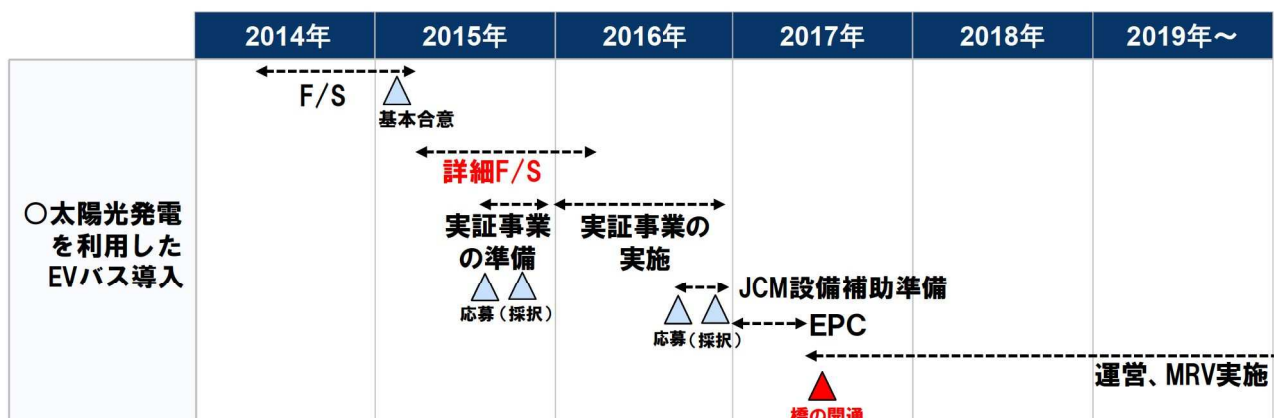 2014年 2015年 2016年 2017年 2018年 2019年～
F/S
基本合意
詳細F/S
○太陽光発電
を利用した
EVバス導入
実証事業
の準備
実証事業の
実施
応募(採択)
JCM設備補助準備
応募(採択)
EPC
運営、MRV実施
橋の開通